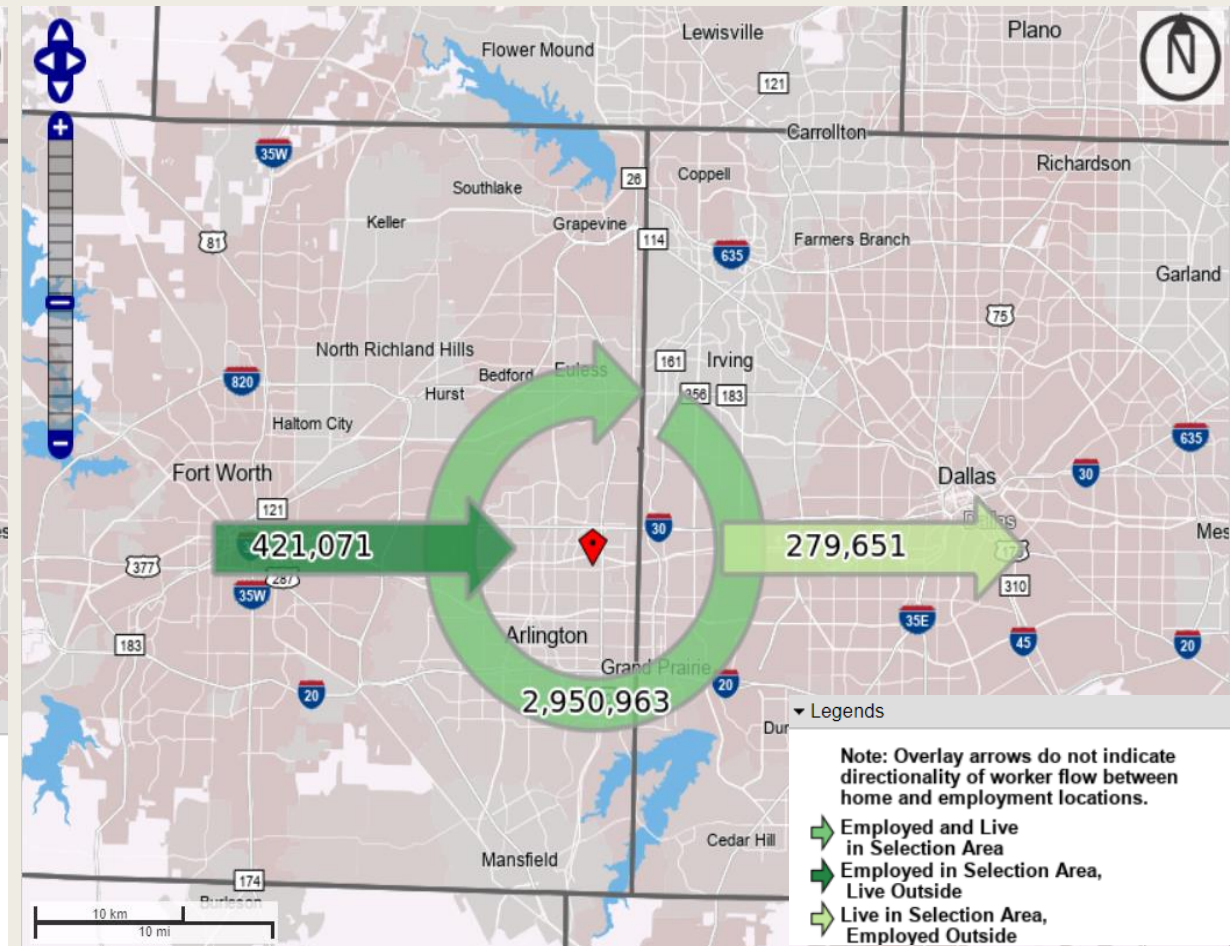 Lewisville
Plano
N
Flower Mound
121
Carrollton
35W
Richardson
26
Coppell
Southlake
Keller
Grapevine
81
114
Farmers Branch
635
Garland
75
North Richland Hills
161
Irving
Bedford
Euless
820
Hurst
356
183
Haltom City
635
Fort Worth
Dallas
30
121
30
Dallas
421,071
279,651
Mes
377
287
35W
310
35E
Arlington
45
183
20
Grand Prairie
20
20
2,950,963
Legends
Dun
Note: Overlay arrows do not indicate
directionality of worker flow between
home and employment locations.
Employed and Live
in Selection Area
Cedar Hill
Mansfield
Employed in Selection Area,
Live Outside
174
Burleson
10 km
10 mi
Live in Selection Area,
Employed Outside